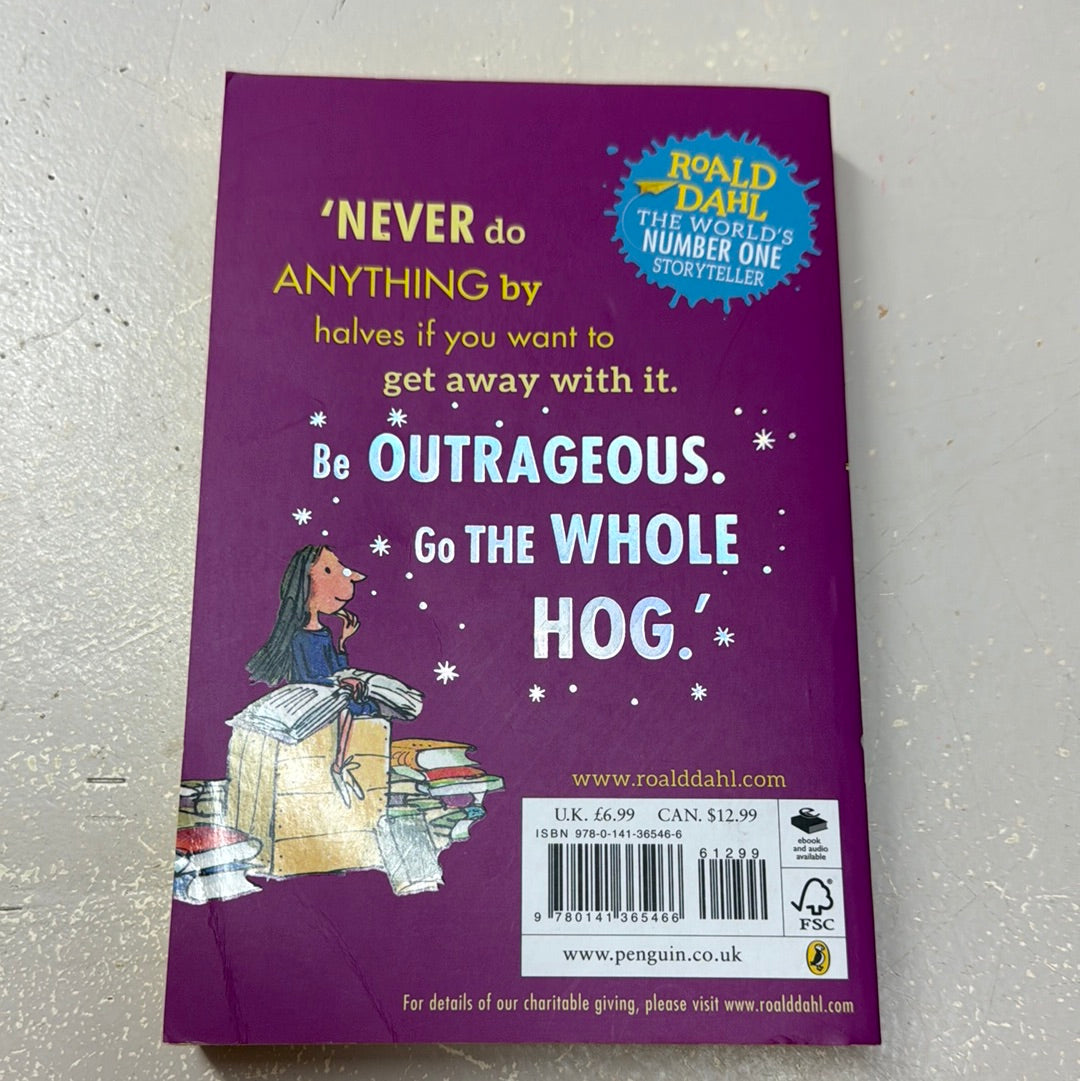 ROALD
DAHL
THE WORLD'S
NUMBER ONE
STORYTELLER
'NEVER do
ANYTHING by
halves if you want to
get away with it.
Be OUTRAGEOUS.
Go THE WHOLE
HOG.'
www.roalddahl.com
U.K. £6.99 CAN. $12.99
ISBN 978-0-141-36546-6
61299
9 780141 365466
ebook
and audio
available
FSC
www.penguin.co.uk
For details of our charitable giving, please visit www.roalddahl.com